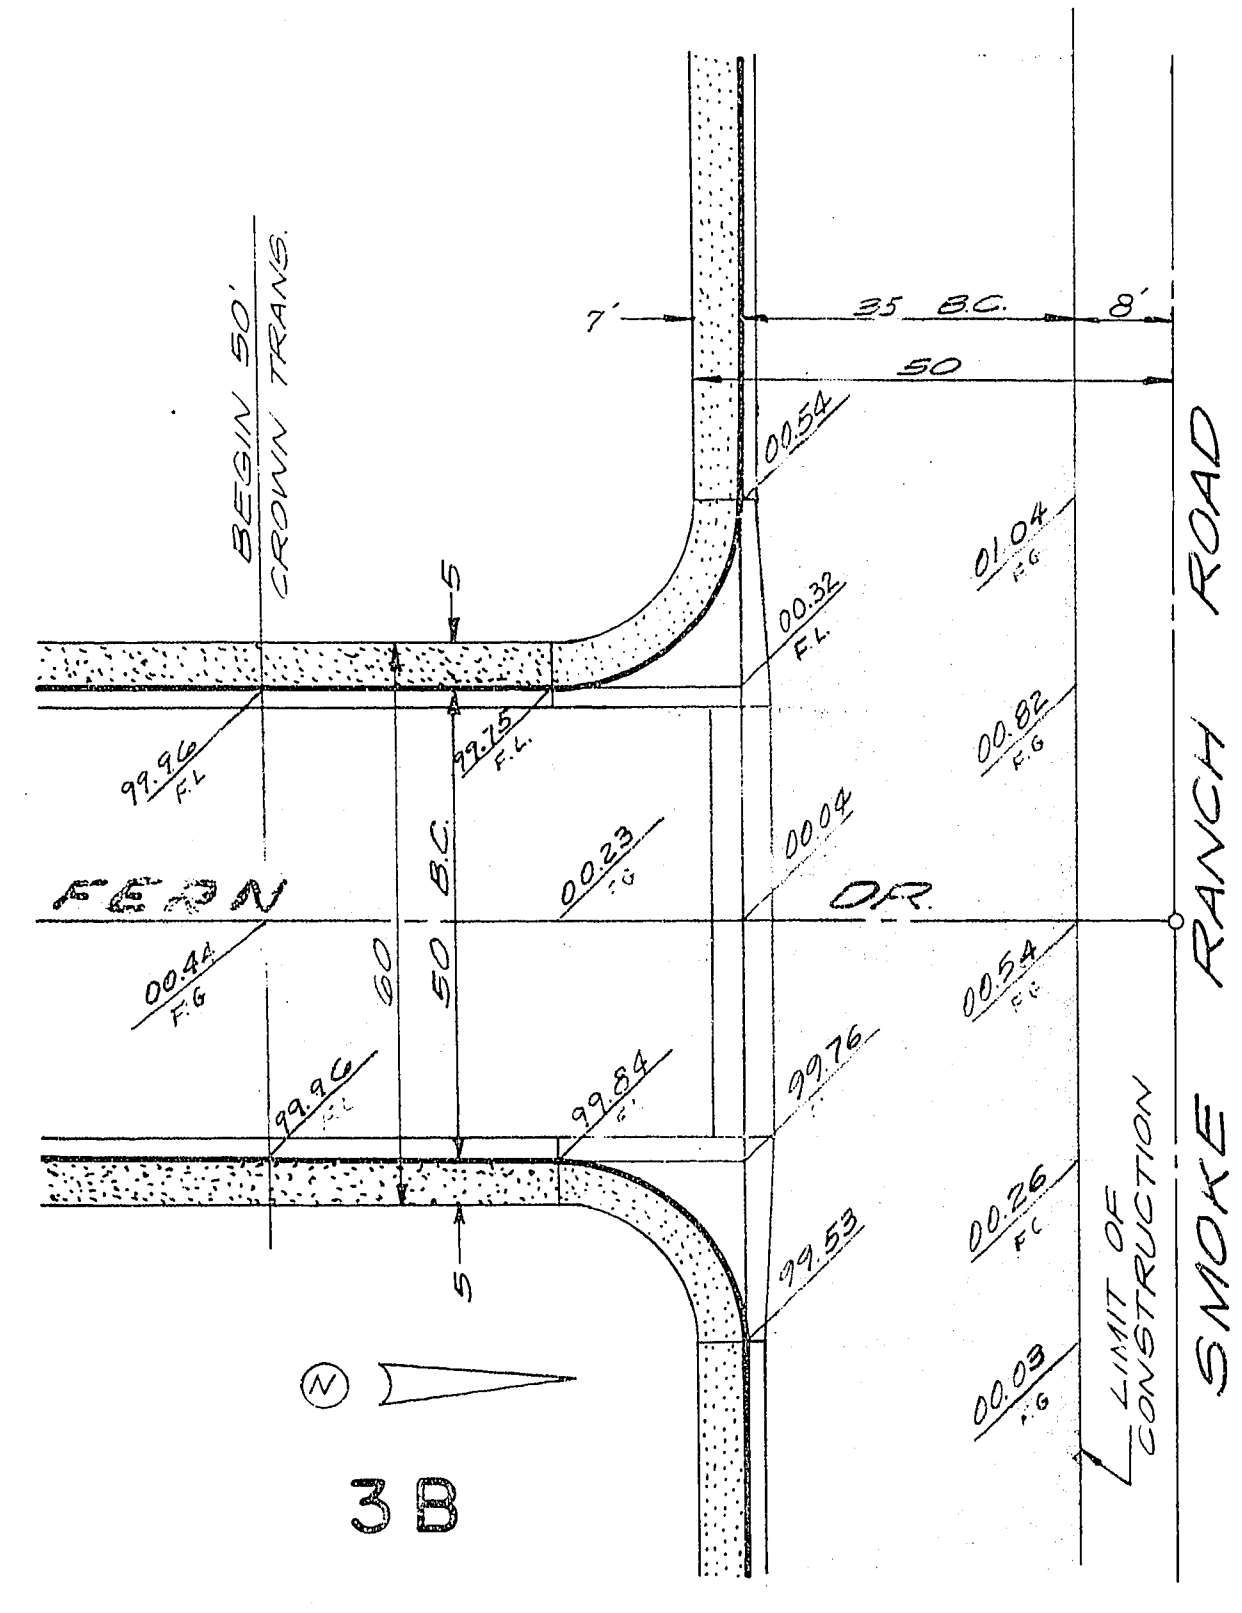 BEGIN 50'
CROWN TRANS.
7'
35 B.C.
8'
50
00.54
01.04
F.G
5
00.32
F.L.
99.96
F.L
99.75
F.L.
00.82
F.G
00.23
FG
00.04
FERN DR.
00.44
F.G
60
50 B.C.
00.54
FG
99.96
F.L
99.84
F.L
99.76
00.26
99.53
5
00.03
F.G
LIMIT OF
CONSTRUCTION
SMOKE RANCH ROAD
N
3B